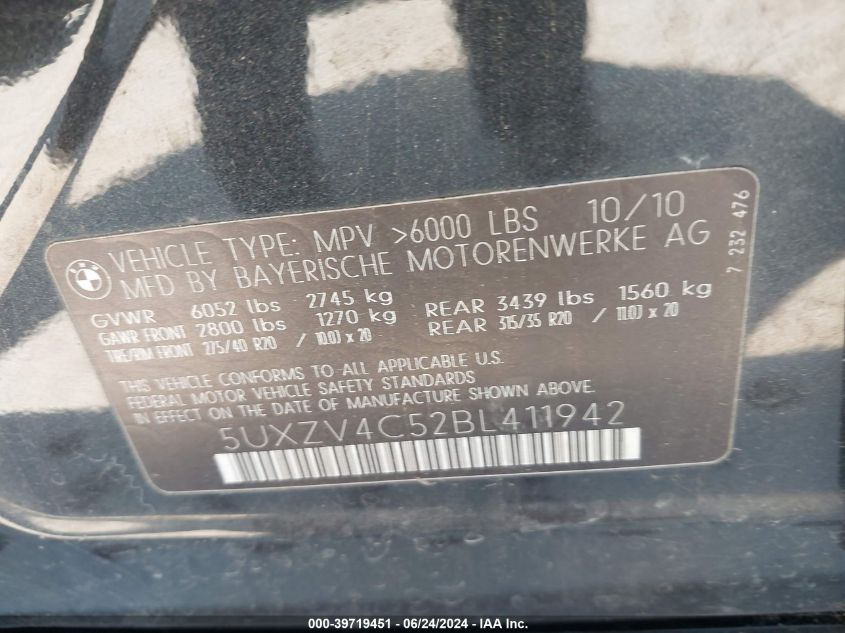 VEHICLE TYPE: MPV >6000 LBS 10/10
MFD BY BAYERISCHE MOTORENWERKE AG
GVWR 6052 lbs 2745 kg
GAWR FRONT 2800 lbs 1270 kg REAR 3439 lbs 1560 kg
TIRE/RIM FRONT 275/40 R20 / 10.0J x 20 REAR 315/35 R20 / 11.0J x 20
THIS VEHICLE CONFORMS TO ALL APPLICABLE U.S.
FEDERAL MOTOR VEHICLE SAFETY STANDARDS
IN EFFECT ON THE DATE OF MANUFACTURE SHOWN ABOVE.
5UXZV4C52BL411942
7 232 476
000-39719451 / 06/24/2024 / IAA Inc.